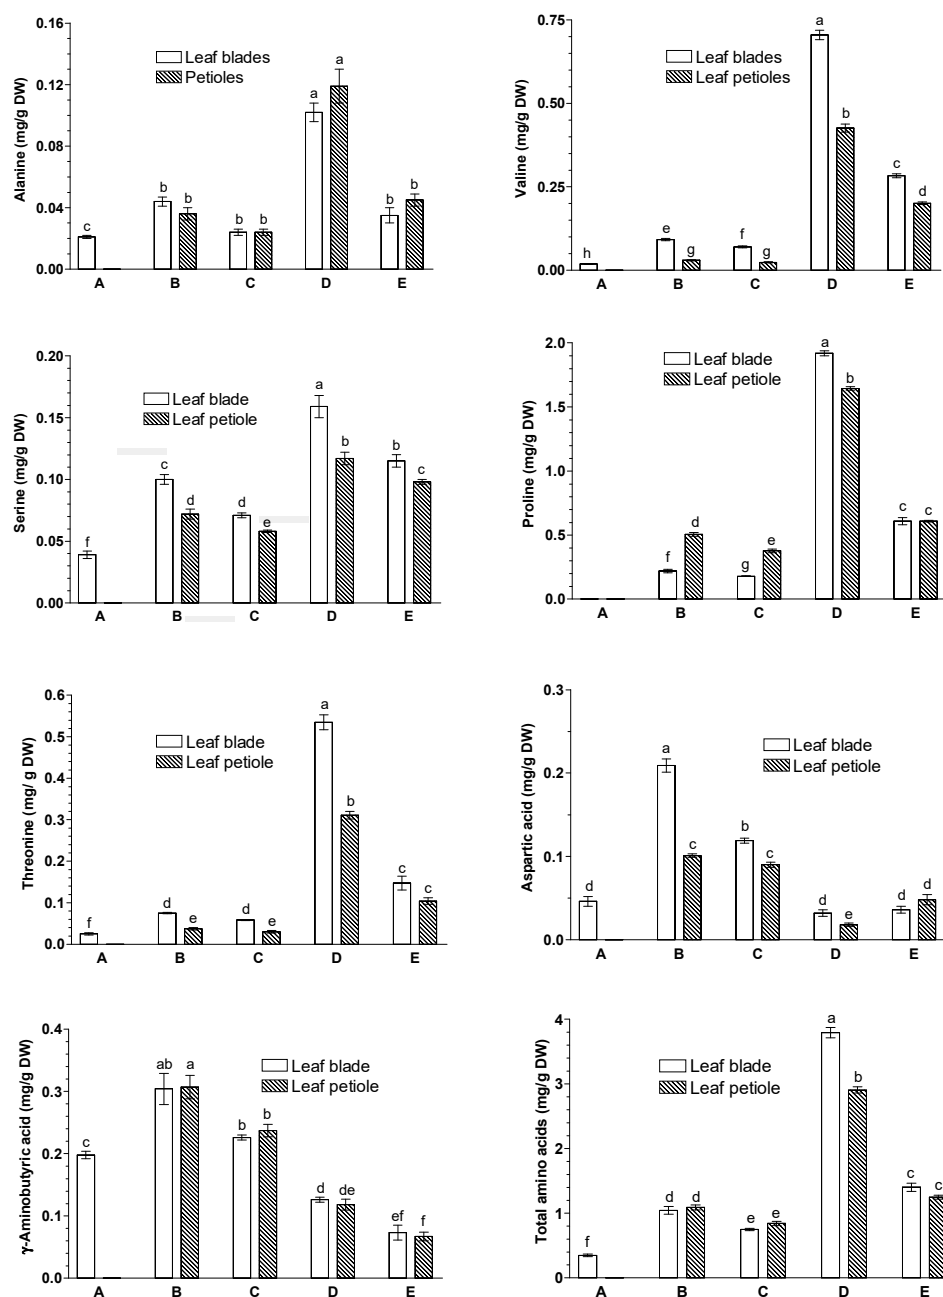 Alanine (mg/g DW)
0.16
0.12
0.08
0.04
0.00
Leaf blades
Petioles
c
b
b
b
b
a
a
b
b
A
B
C
D
E
Valine (mg/g DW)
0.75
0.50
0.25
0.00
Leaf blades
Leaf petioles
h
e
g
f
g
a
b
c
d
A
B
C
D
E
Serine (mg/g DW)
0.20
0.15
0.10
0.05
0.00
Leaf blade
Leaf petiole
f
c
d
d
e
a
b
b
c
A
B
C
D
E
Proline (mg/g DW)
2.0
1.5
1.0
0.5
0.0
Leaf blade
Leaf petiole
f
d
g
e
a
b
c
c
A
B
C
D
E
Threonine (mg/ g DW)
0.6
0.5
0.4
0.3
0.2
0.1
0.0
Leaf blade
Leaf petiole
f
d
e
d
e
a
b
c
c
A
B
C
D
E
Aspartic acid (mg/g DW)
0.3
0.2
0.1
0.0
Leaf blade
Leaf petiole
d
a
c
b
c
d
e
d
d
A
B
C
D
E
γ-Aminobutyric acid (mg/g DW)
0.4
0.3
0.2
0.1
0.0
Leaf blade
Leaf petiole
c
ab
a
b
b
d
de
ef
f
A
B
C
D
E
Total amino acids (mg/g DW)
4
3
2
1
0
Leaf blade
Leaf petiole
f
d
d
e
e
a
b
c
c
A
B
C
D
E